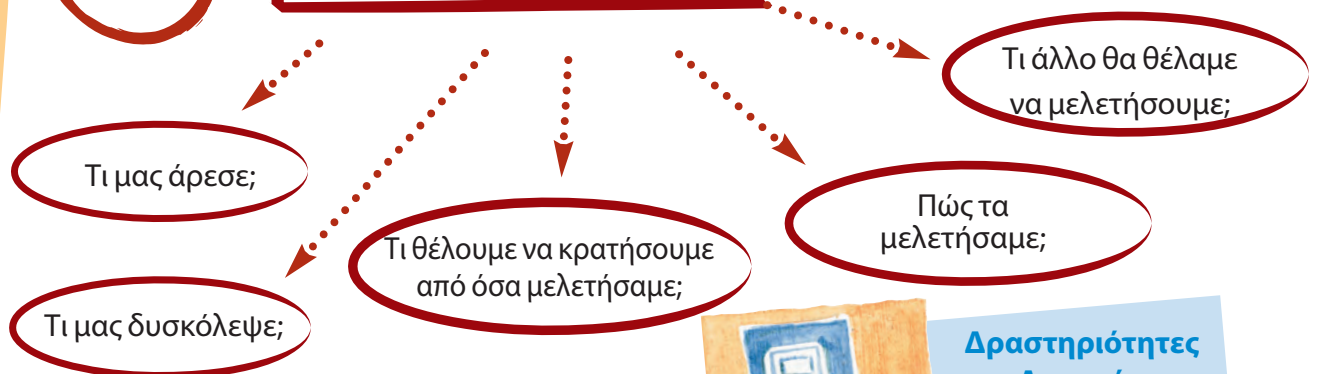 Τι άλλο θα θέλαμε
να μελετήσουμε;
Τι μας άρεσε;
Πώς τα
μελετήσαμε;
Τι θέλουμε να κρατήσουμε
από όσα μελετήσαμε;
Τι μας δυσκόλεψε;
Δραστηριότητες